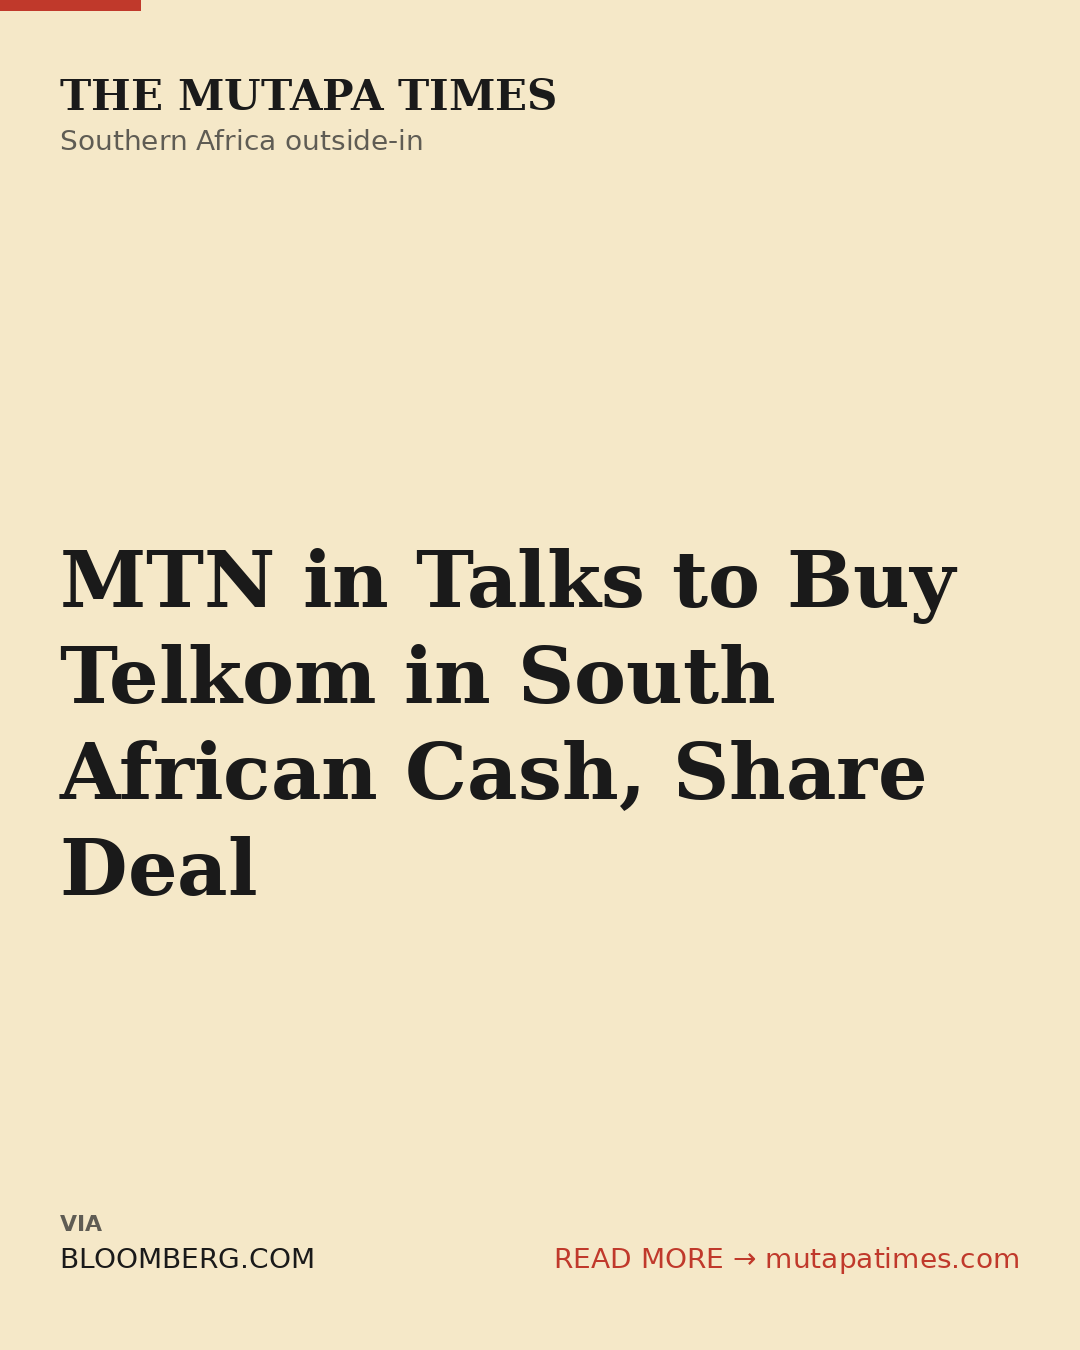 THE MUTAPA TIMES
Southern Africa outside-in
MTN in Talks to Buy
Telkom in South
African Cash, Share
Deal
VIA
BLOOMBERG.COM
READ MORE → mutapatimes.com